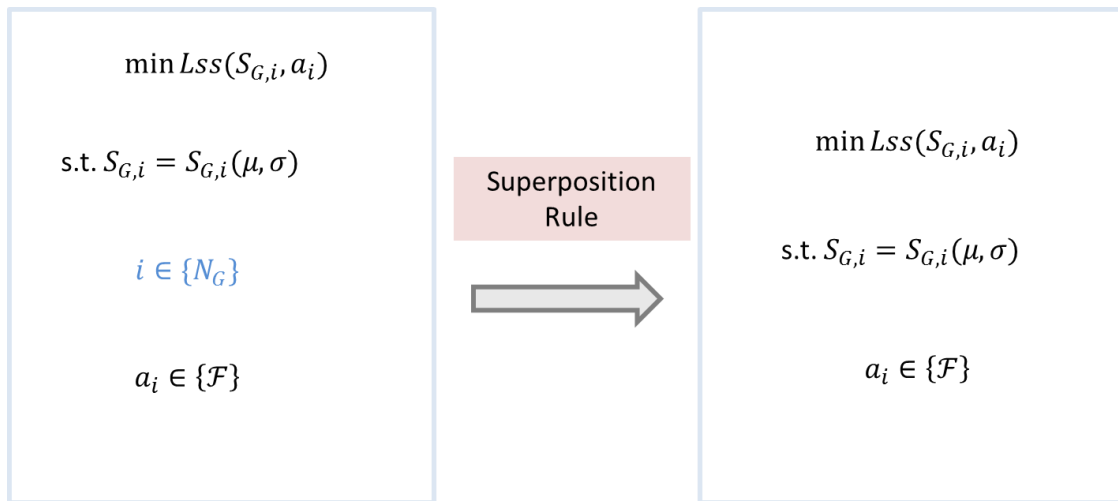 min Lss(S_{G,i}, a_i)
s.t. S_{G,i} = S_{G,i}(μ, σ)
i ∈ {N_G}
a_i ∈ {ℱ}
Superposition
Rule
min Lss(S_{G,i}, a_i)
s.t. S_{G,i} = S_{G,i}(μ, σ)
a_i ∈ {ℱ}